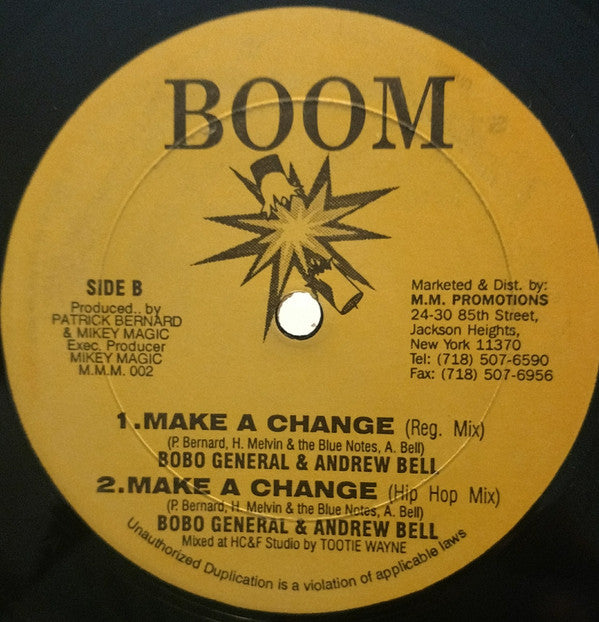 BOOM
SIDE B
Produced.. by
PATRICK BERNARD
& MIKEY MAGIC
Exec. Producer
MIKEY MAGIC
M.M.M. 002
Marketed & Dist. by:
M.M. PROMOTIONS
24-30 85th Street,
Jackson Heights,
New York 11370
Tel: (718) 507-6590
Fax: (718) 507-6956
1.MAKE A CHANGE (Reg. Mix)
(P. Bernard, H. Melvin & the Blue Notes, A. Bell)
BOBO GENERAL & ANDREW BELL
2.MAKE A CHANGE (Hip Hop Mix)
(P. Bernard, H. Melvin & the Blue Notes, A. Bell)
BOBO GENERAL & ANDREW BELL
Mixed at HC&F Studio by TOOTIE WAYNE
Unauthorized Duplication is a violation of applicable laws